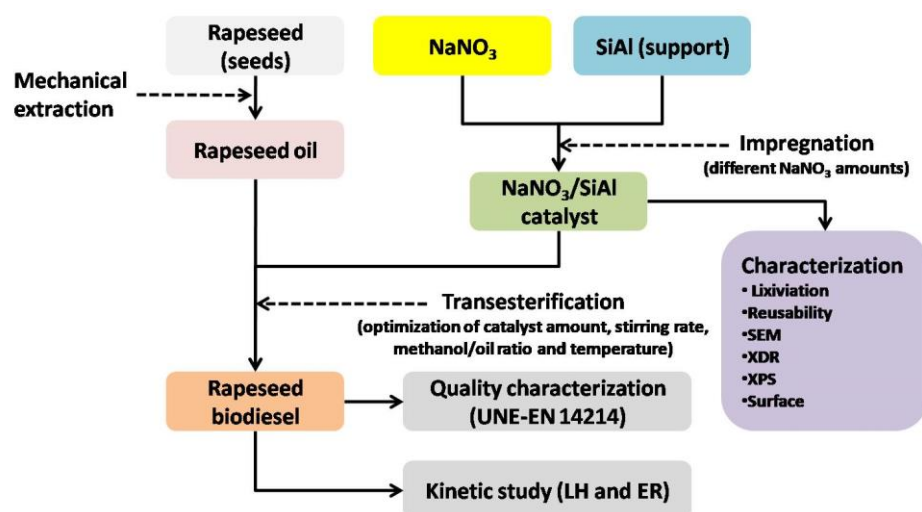 Rapeseed
(seeds)
NaNO₃
SiAl (support)
Mechanical
extraction
Rapeseed oil
Impregnation
(different NaNO₃ amounts)
NaNO₃/SiAl
catalyst
Characterization
• Lixiviation
•Reusability
•SEM
•XDR
•XPS
•Surface
Transesterification
(optimization of catalyst amount, stirring rate,
methanol/oil ratio and temperature)
Rapeseed
biodiesel
Quality characterization
(UNE-EN 14214)
Kinetic study (LH and ER)